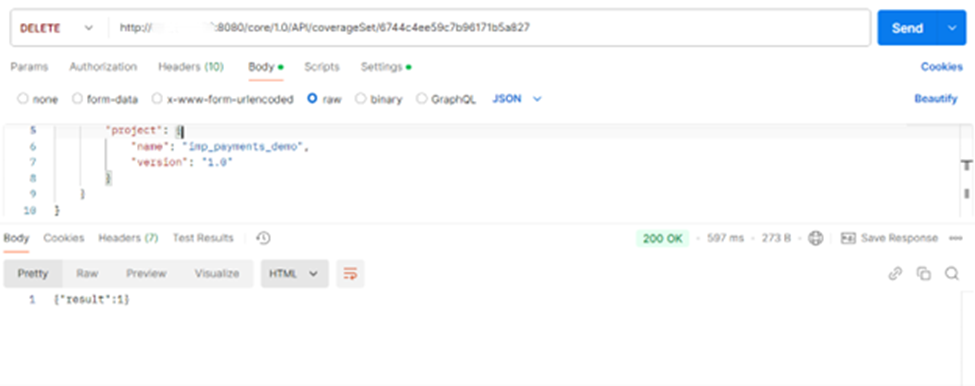 DELETE http:// :8080/core/1.0/API/coverageSet/6744c4ee59c7b96171b5a827 Send
Params Authorization Headers (10) Body Scripts Settings Cookies
none form-data x-www-form-urlencoded raw binary GraphQL JSON Beautify
5 "project": {
6 "name": "imp_payments_demo",
7 "version": "1.0"
8 }
9 }
10 }
Body Cookies Headers (7) Test Results 200 OK 597 ms 273 B Save Response
Pretty Raw Preview Visualize HTML
1 {"result":1}